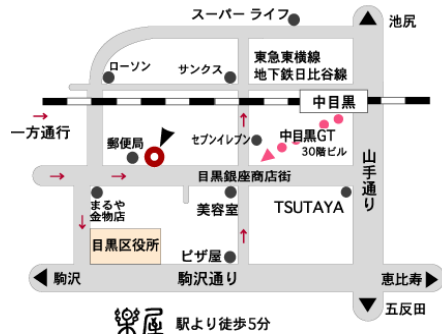 スーパー ライフ
池尻
東急東横線
地下鉄日比谷線
ローソン
サンクス
中目黒
一方通行
郵便局
セブンイレブン
中目黒GT
30階ビル
山手通り
目黒銀座商店街
まるや
金物店
美容室
TSUTAYA
目黒区役所
ピザ屋
駒沢
駒沢通り
恵比寿
五反田
楽屋 駅より徒歩5分